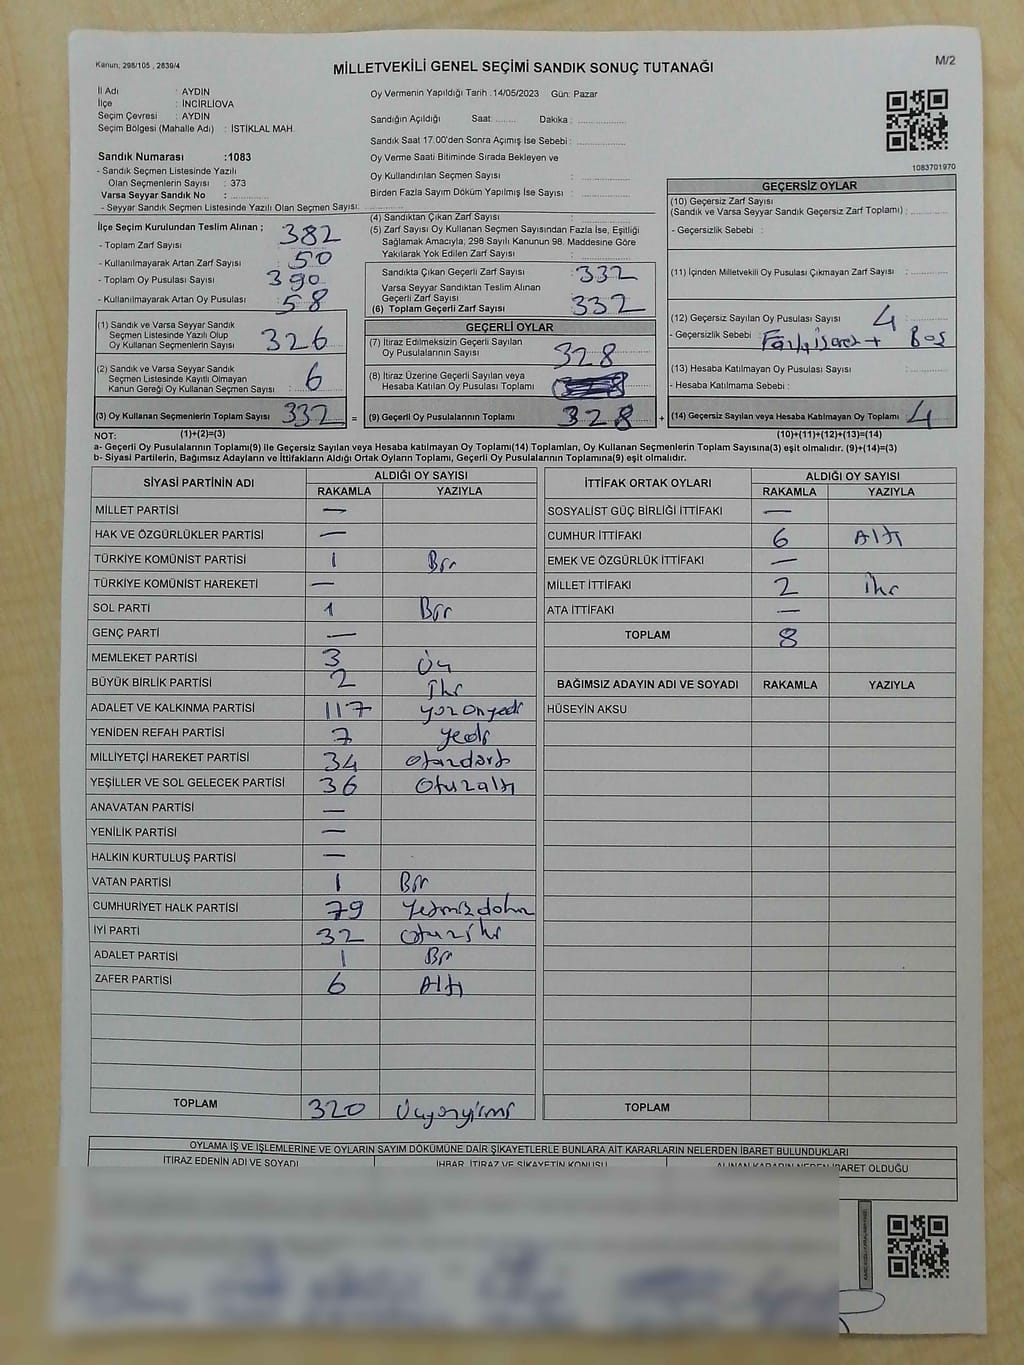 Kanun, 298/105 , 2839/4
M/2
MİLLETVEKİLİ GENEL SEÇİMİ SANDIK SONUÇ TUTANAĞI
İl Adı : AYDIN
İlçe : İNCİRLİOVA
Seçim Çevresi : AYDIN
Seçim Bölgesi (Mahalle Adı) : İSTİKLAL MAH.
Oy Vermenin Yapıldığı Tarih :14/05/2023 Gün: Pazar
Sandığın Açıldığı Saat: ........ Dakika : ..................
Sandık Saat 17.00'den Sonra Açımış İse Sebebi : ..................
Oy Verme Saati Bitiminde Sırada Bekleyen ve
Oy Kullandırılan Seçmen Sayısı : ..................
Birden Fazla Sayım Döküm Yapılmış İse Sayısı : ..................
1083701970
Sandık Numarası :1083
- Sandık Seçmen Listesinde Yazılı
Olan Seçmenlerin Sayısı : 373
Varsa Seyyar Sandık No : ..................
- Seyyar Sandık Seçmen Listesinde Yazılı Olan Seçmen Sayısı: ..................
İlçe Seçim Kurulundan Teslim Alınan ;
- Toplam Zarf Sayısı : 382
- Kullanılmayarak Artan Zarf Sayısı : 50
- Toplam Oy Pusulası Sayısı : 390
- Kullanılmayarak Artan Oy Pusulası : 58
(1) Sandık ve Varsa Seyyar Sandık
Seçmen Listesinde Yazılı Olup
Oy Kullanan Seçmenlerin Sayısı : 326
(2) Sandık ve Varsa Seyyar Sandık
Seçmen Listesinde Kayıtlı Olmayan
Kanun Gereği Oy Kullanan Seçmen Sayısı : 6
(3) Oy Kullanan Seçmenlerin Toplam Sayısı : 332 =
(4) Sandıktan Çıkan Zarf Sayısı : ..................
(5) Zarf Sayısı Oy Kullanan Seçmen Sayısından Fazla İse, Eşitliği
Sağlamak Amacıyla, 298 Sayılı Kanunun 98. Maddesine Göre
Yakılarak Yok Edilen Zarf Sayısı : ..................
Sandıkta Çıkan Geçerli Zarf Sayısı : 332
Varsa Seyyar Sandıktan Teslim Alınan
Geçerli Zarf Sayısı : ..................
(6) Toplam Geçerli Zarf Sayısı : 332
GEÇERLİ OYLAR
(7) İtiraz Edilmeksizin Geçerli Sayılan
Oy Pusulalarının Sayısı : 328
(8) İtiraz Üzerine Geçerli Sayılan veya
Hesaba Katılan Oy Pusulası Toplamı :
(9) Geçerli Oy Pusulalarının Toplamı : 328 +
GEÇERSİZ OYLAR
(10) Geçersiz Zarf Sayısı
(Sandık ve Varsa Seyyar Sandık Geçersiz Zarf Toplamı) : ..........
- Geçersizlik Sebebi :
(11) İçinden Milletvekili Oy Pusulası Çıkmayan Zarf Sayısı : ..........
(12) Geçersiz Sayılan Oy Pusulası Sayısı : 4
- Geçersizlik Sebebi : Fazla işaret + Boş
(13) Hesaba Katılmayan Oy Pusulası Sayısı : ..........
- Hesaba Katılmama Sebebi :
(14) Geçersiz Sayılan veya Hesaba Katılmayan Oy Toplamı : 4
NOT: (1)+(2)=(3)
(10)+(11)+(12)+(13)=(14)
a- Geçerli Oy Pusulalarının Toplamı(9) ile Geçersiz Sayılan veya Hesaba katılmayan Oy Toplamı(14) Toplamları, Oy Kullanan Seçmenlerin Toplam Sayısına(3) eşit olmalıdır. (9)+(14)=(3)
b- Siyasi Partilerin, Bağımsız Adayların ve İttifakların Aldığı Ortak Oyların Toplamı, Geçerli Oy Pusulalarının Toplamına(9) eşit olmalıdır.
SİYASİ PARTİNİN ADI ALDIĞI OY SAYISI
RAKAMLA YAZIYLA
MİLLET PARTİSİ —
HAK VE ÖZGÜRLÜKLER PARTİSİ —
TÜRKİYE KOMÜNİST PARTİSİ 1 Bir
TÜRKİYE KOMÜNİST HAREKETİ —
SOL PARTİ 1 Bir
GENÇ PARTİ —
MEMLEKET PARTİSİ 3 Üç
BÜYÜK BİRLİK PARTİSİ 2 İki
ADALET VE KALKINMA PARTİSİ 117 yüzonyedi
YENİDEN REFAH PARTİSİ 7 yedi
MİLLİYETÇİ HAREKET PARTİSİ 34 otuzdört
YEŞİLLER VE SOL GELECEK PARTİSİ 36 Otuzaltı
ANAVATAN PARTİSİ —
YENİLİK PARTİSİ —
HALKIN KURTULUŞ PARTİSİ —
VATAN PARTİSİ 1 Bir
CUMHURİYET HALK PARTİSİ 79 Yetmişdokuz
İYİ PARTİ 32 otuziki
ADALET PARTİSİ 1 Bir
ZAFER PARTİSİ 6 Altı
TOPLAM 320 Üçyüzyirmi
İTTİFAK ORTAK OYLARI ALDIĞI OY SAYISI
RAKAMLA YAZIYLA
SOSYALİST GÜÇ BİRLİĞİ İTTİFAKI —
CUMHUR İTTİFAKI 6 Altı
EMEK VE ÖZGÜRLÜK İTTİFAKI —
MİLLET İTTİFAKI 2 İki
ATA İTTİFAKI —
TOPLAM 8
BAĞIMSIZ ADAYIN ADI VE SOYADI RAKAMLA YAZIYLA
HÜSEYİN AKSU
TOPLAM
OYLAMA İŞ VE İŞLEMLERİNE VE OYLARIN SAYIM DÖKÜMÜNE DAİR ŞİKAYETLERLE BUNLARA AİT KARARLARIN NELERDEN İBARET BULUNDUKLARI
İTİRAZ EDENİN ADI VE SOYADI İHBAR, İTİRAZ VE ŞİKAYETİN KONUSU ALINAN KARARIN NEDEN İBARET OLDUĞU